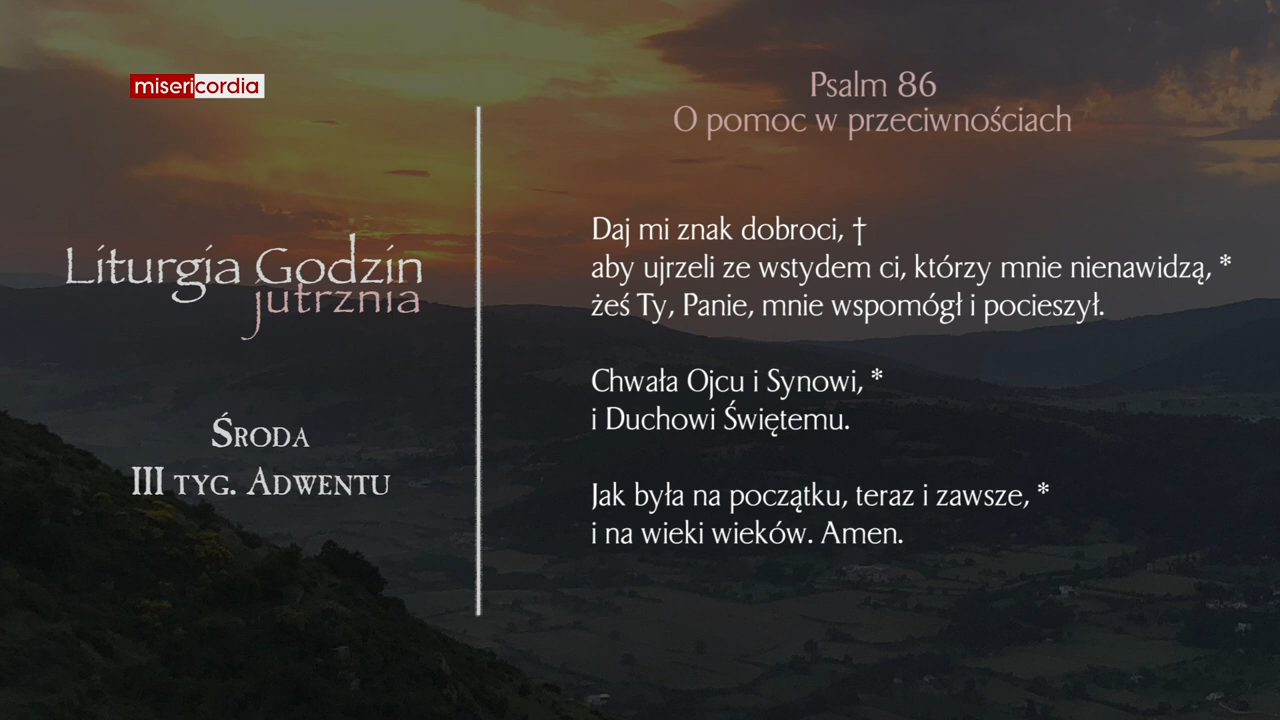 misericordia
Liturgia Godzin
jutrznia
Środa
III tyg. Adwentu
Psalm 86
O pomoc w przeciwnościach
Daj mi znak dobroci, †
aby ujrzeli ze wstydem ci, którzy mnie nienawidzą, *
żeś Ty, Panie, mnie wspomógł i pocieszył.
Chwała Ojcu i Synowi, *
i Duchowi Świętemu.
Jak była na początku, teraz i zawsze, *
i na wieki wieków. Amen.